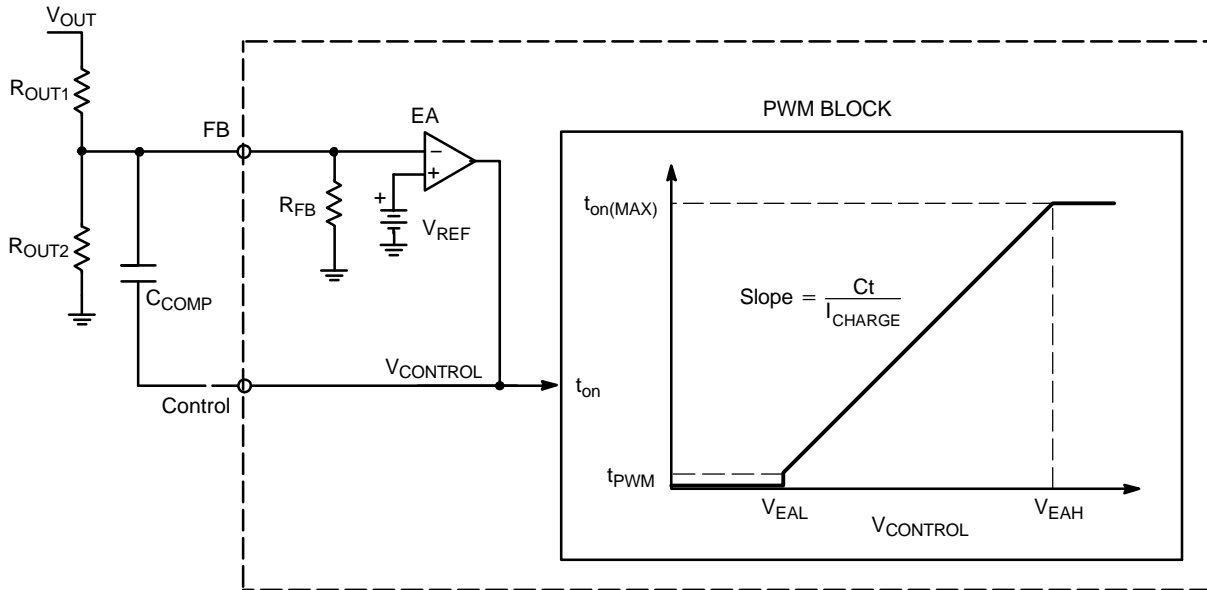 VOUT
ROUT1
FB
EA
PWM BLOCK
ROUT2
CCOMP
RFB
+
−
+
VREF
VCONTROL
Control
ton
ton(MAX)
Slope = Ct / ICHARGE
tPWM
VEAL
VCONTROL
VEAH